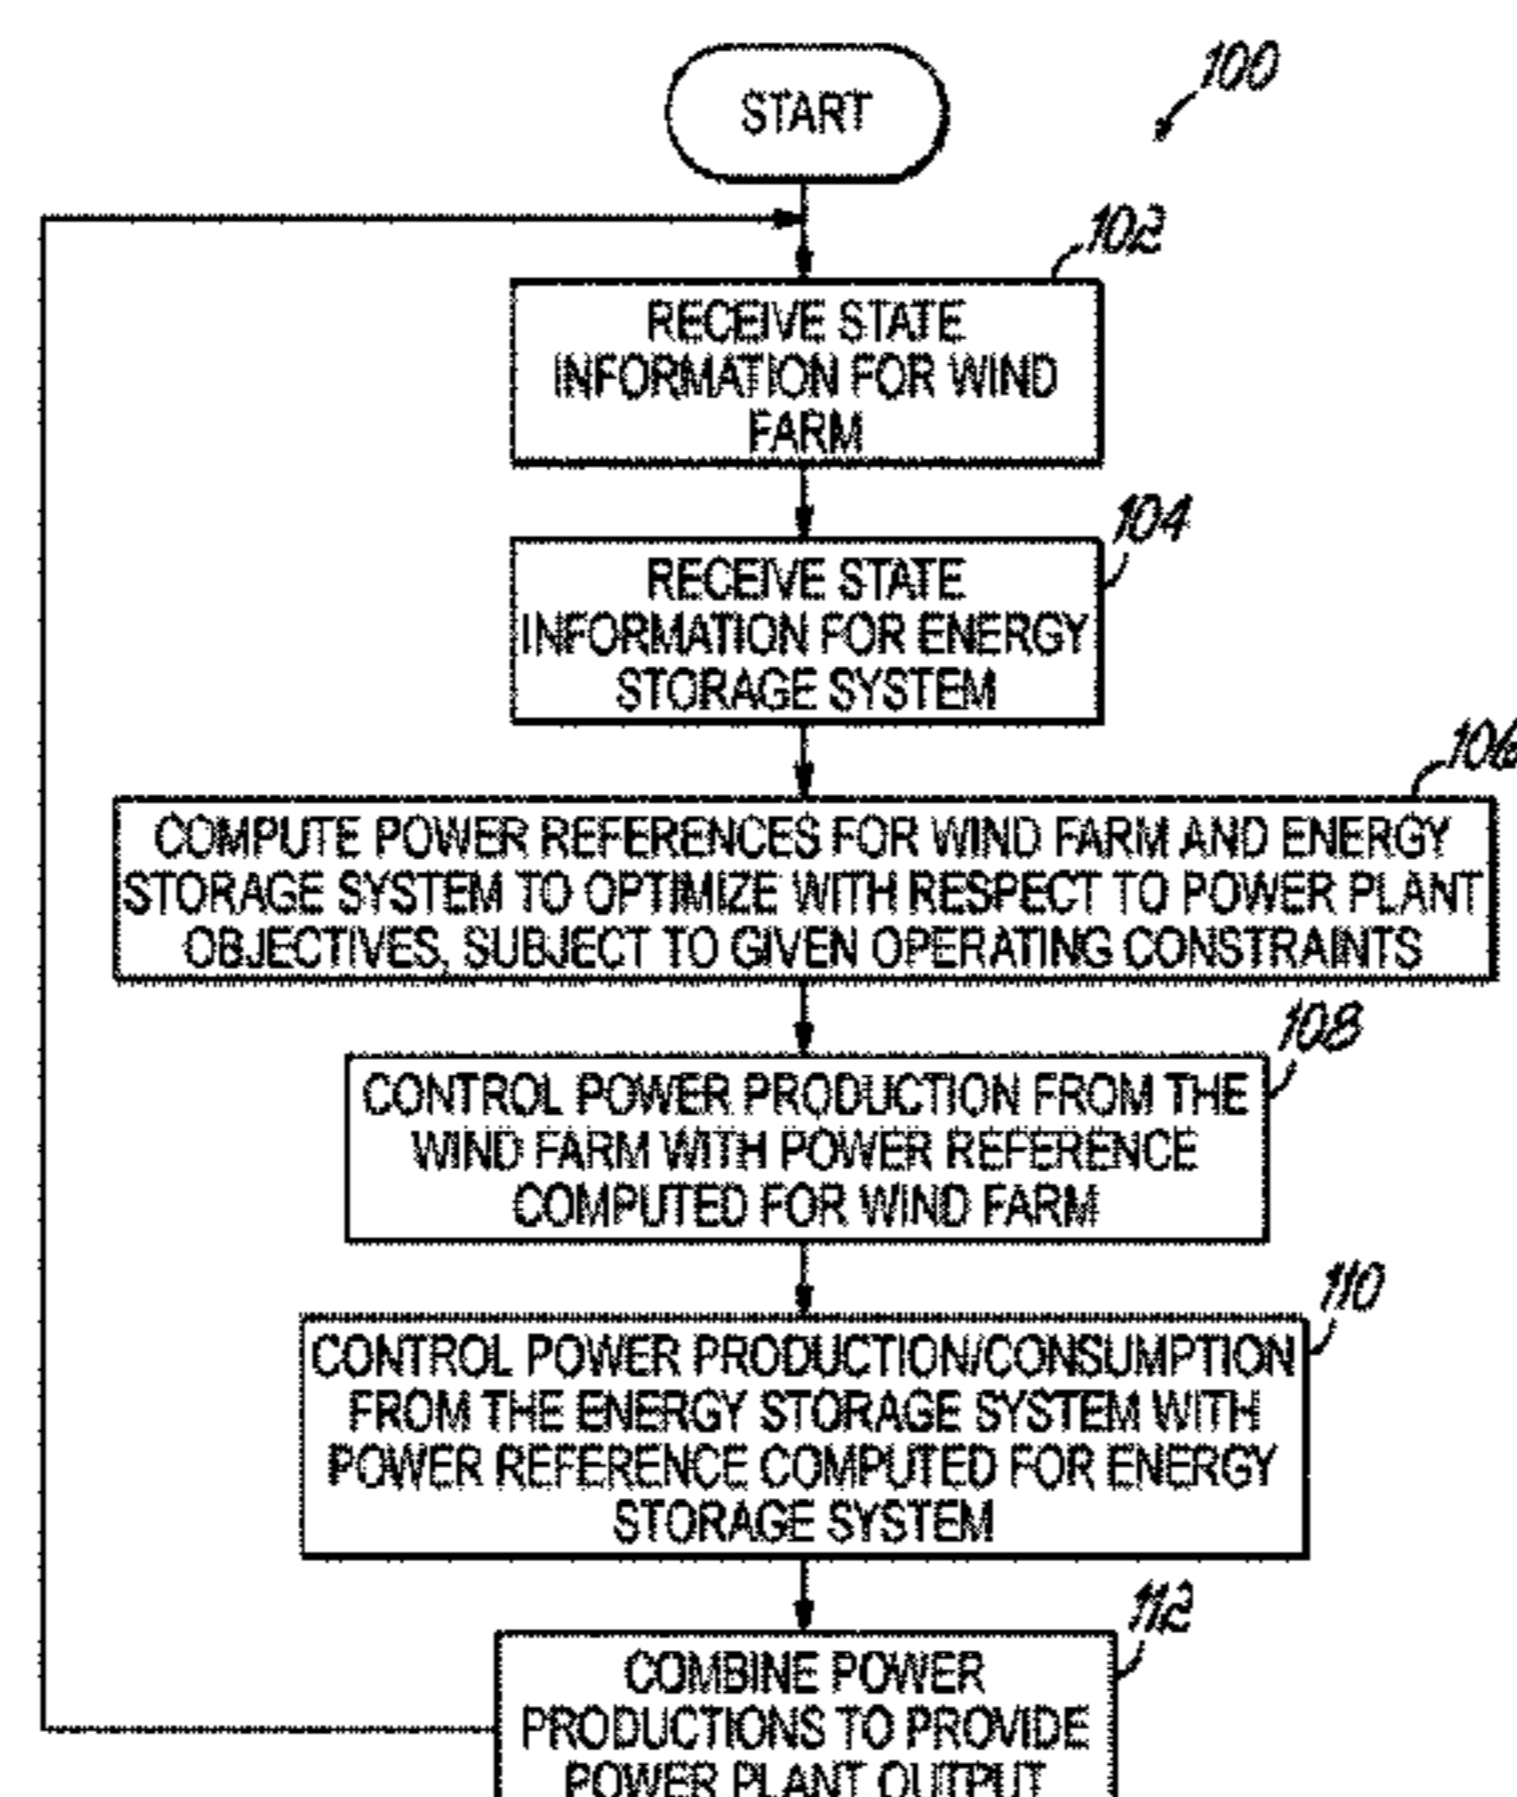 START
100
102
RECEIVE STATE
INFORMATION FOR WIND
FARM
104
RECEIVE STATE
INFORMATION FOR ENERGY
STORAGE SYSTEM
106
COMPUTE POWER REFERENCES FOR WIND FARM AND ENERGY
STORAGE SYSTEM TO OPTIMIZE WITH RESPECT TO POWER PLANT
OBJECTIVES, SUBJECT TO GIVEN OPERATING CONSTRAINTS
108
CONTROL POWER PRODUCTION FROM THE
WIND FARM WITH POWER REFERENCE
COMPUTED FOR WIND FARM
110
CONTROL POWER PRODUCTION/CONSUMPTION
FROM THE ENERGY STORAGE SYSTEM WITH
POWER REFERENCE COMPUTED FOR ENERGY
STORAGE SYSTEM
112
COMBINE POWER
PRODUCTIONS TO PROVIDE
POWER PLANT OUTPUT